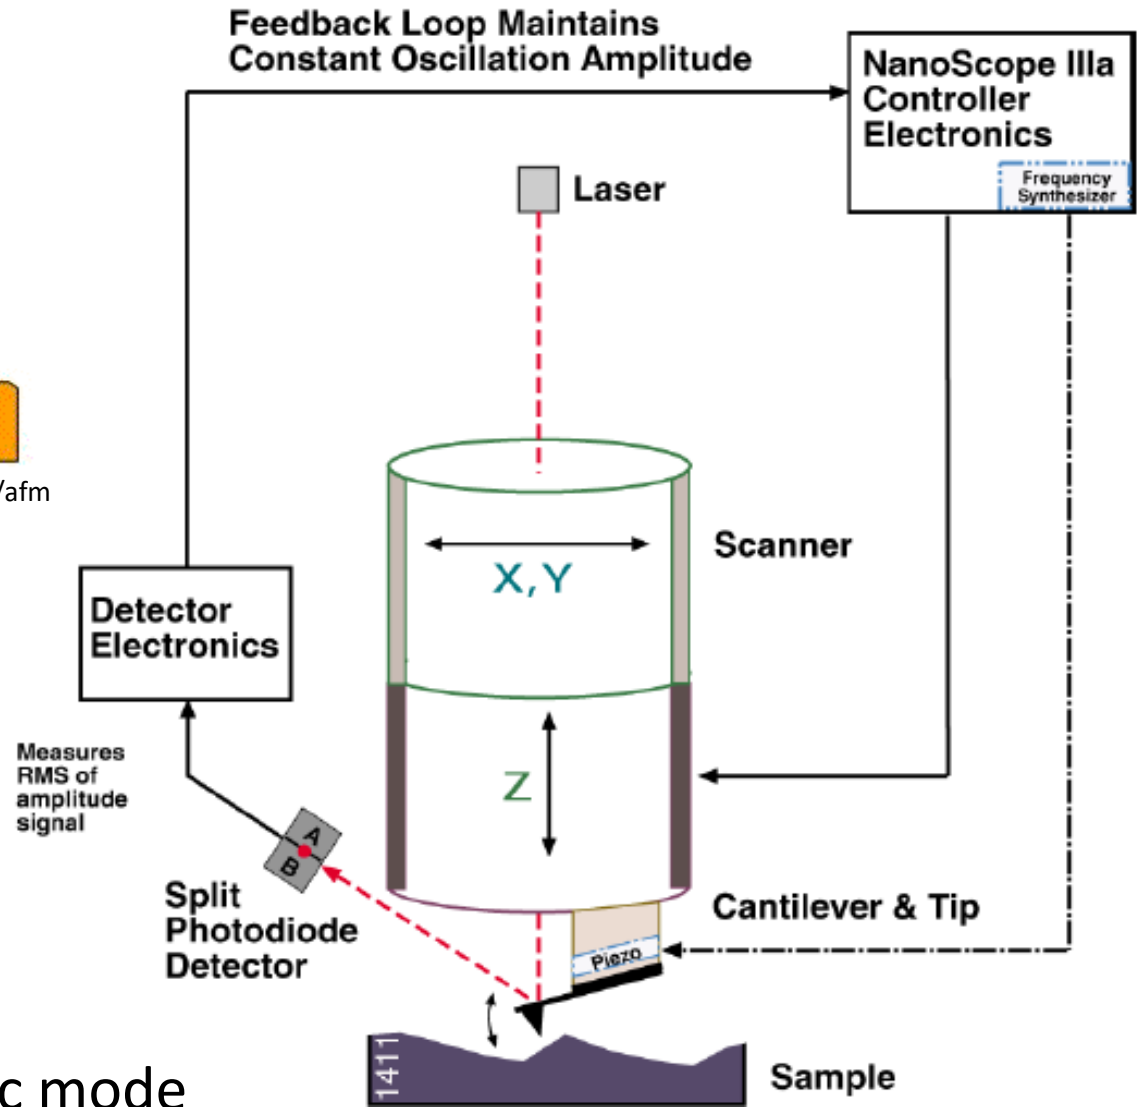 Feedback Loop Maintains
Constant Oscillation Amplitude
NanoScope IIIa
Controller
Electronics
Frequency
Synthesizer
Laser
/afm
Scanner
X,Y
Detector
Electronics
Z
Measures
RMS of
amplitude
signal
A
B
Split
Photodiode
Detector
Cantilever & Tip
Piezo
1411
Sample
c mode